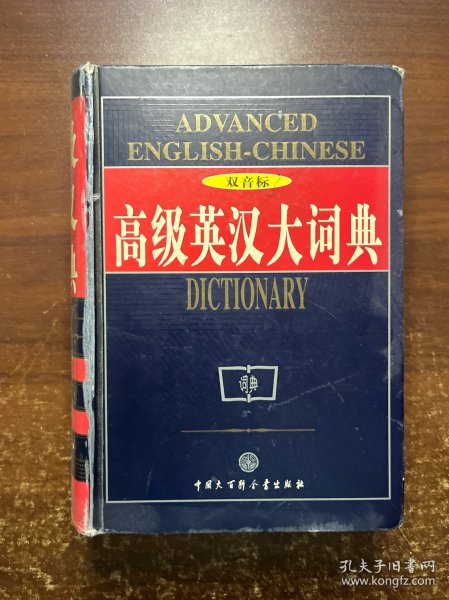 ADVANCED
ENGLISH-CHINESE
双音标
高级英汉大词典
DICTIONARY
词典
中国大百科全书出版社
典
孔夫子旧书网
www.kongfz.com